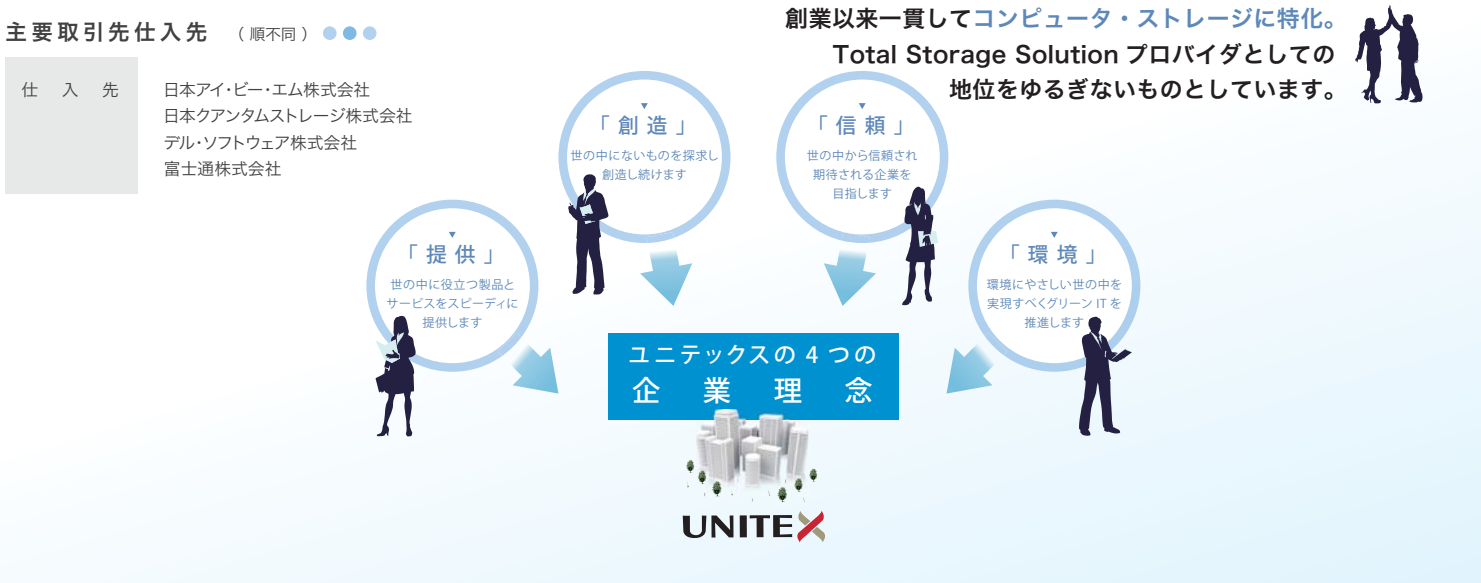 主要取引先仕入先 （順不同）
仕入先
日本アイ・ビー・エム株式会社
日本クアンタムストレージ株式会社
デル・ソフトウェア株式会社
富士通株式会社
創業以来一貫してコンピュータ・ストレージに特化。
Total Storage Solution プロバイダとしての
地位をゆるぎないものとしています。
「提供」
世の中に役立つ製品と
サービスをスピーディに
提供します
「創造」
世の中にないものを探求し
創造し続けます
「信頼」
世の中から信頼され
期待される企業を
目指します
「環境」
環境にやさしい世の中を
実現すべくグリーン IT を
推進します
ユニテックスの 4 つの
企業理念
UNITEX